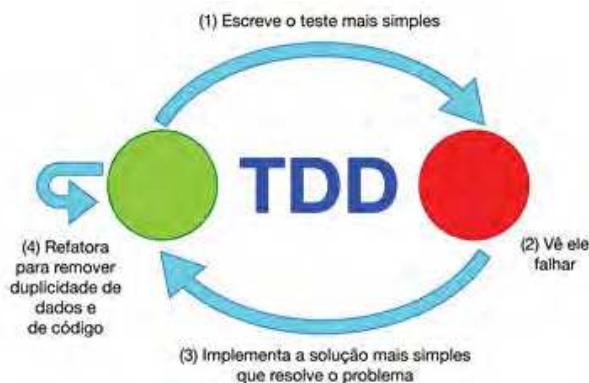 (1) Escreve o teste mais simples
TDD
(2) Vê ele
falhar
(3) Implementa a solução mais simples
que resolve o problema
(4) Refatora
para remover
duplicidade de
dados e
de código